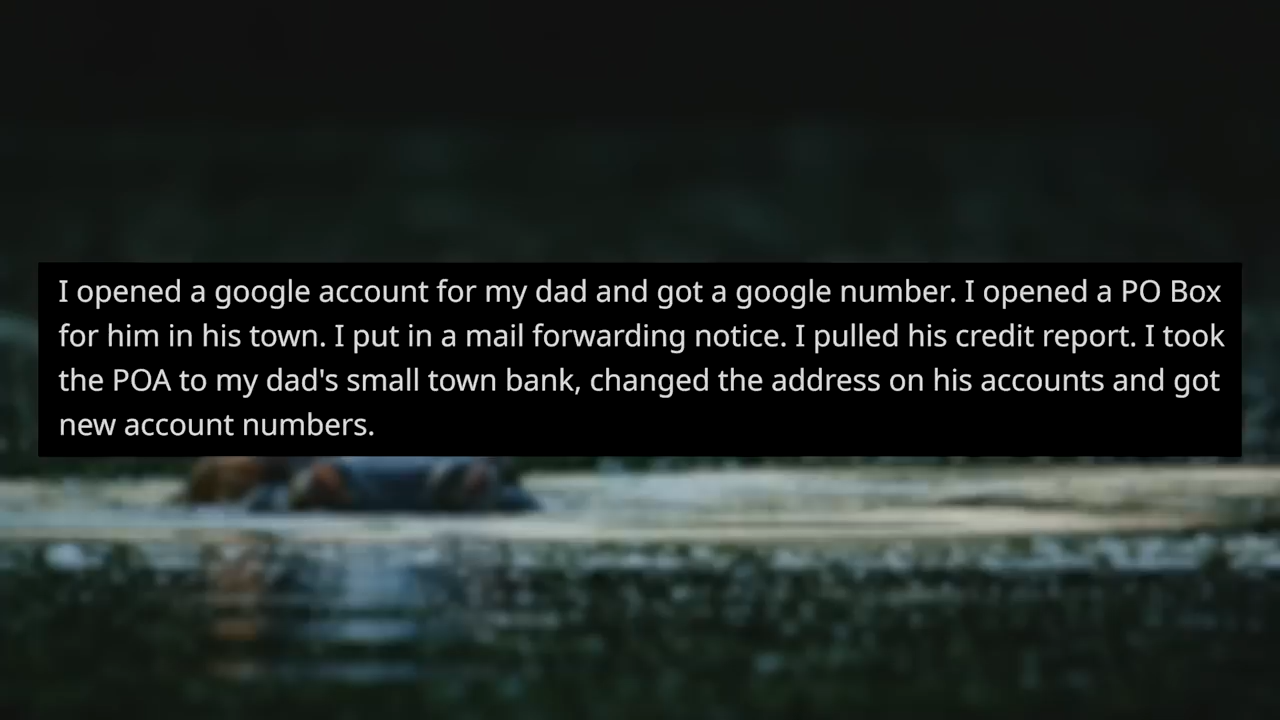 I opened a google account for my dad and got a google number. I opened a PO Box
for him in his town. I put in a mail forwarding notice. I pulled his credit report. I took
the POA to my dad's small town bank, changed the address on his accounts and got
new account numbers.